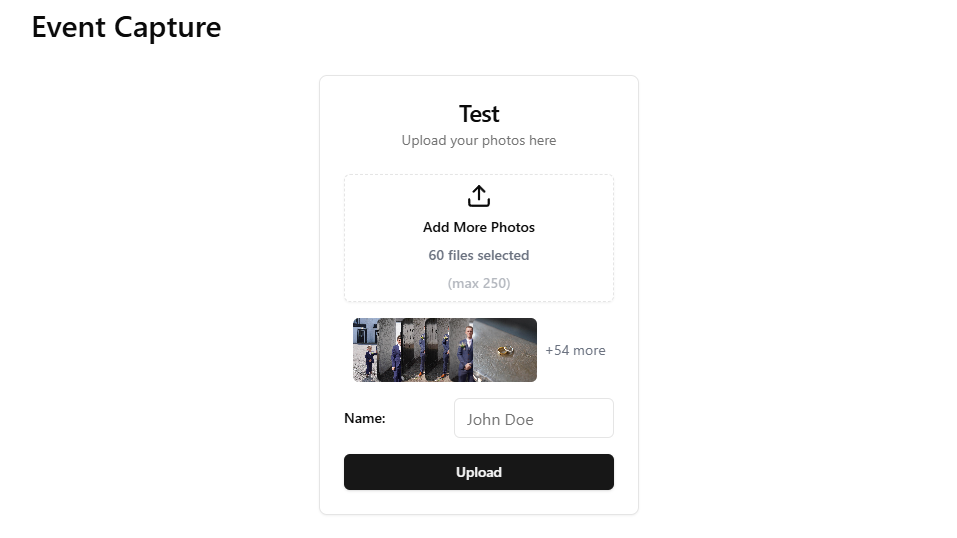 Event Capture
Test
Upload your photos here
Add More Photos
60 files selected
(max 250)
+54 more
Name:
John Doe
Upload